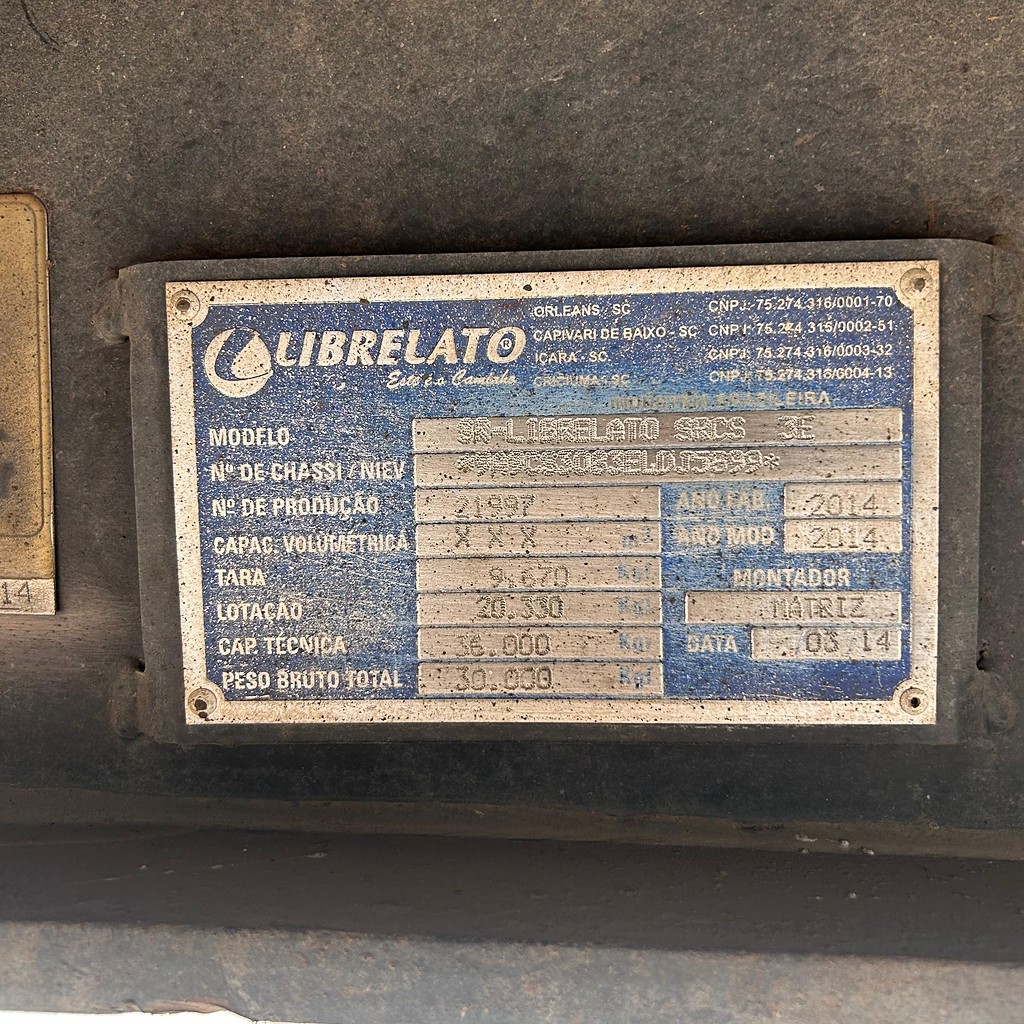 LIBRELATO®
Este é o Caminho
ORLEANS - SC CNPJ: 75.274.316/0001-70
CAPIVARI DE BAIXO - SC CNPJ: 75.274.316/0002-51
IÇARA - SC CNPJ: 75.274.316/0003-32
CRICIÚMA - SC CNPJ: 75.274.316/0004-13
INDÚSTRIA BRASILEIRA
MODELO SR-LIBRELATO SRCS 3E
Nº DE CHASSI / NIEV
Nº DE PRODUÇÃO 21997 ANO FAB. 2014
CAPAC. VOLUMÉTRICA X X X m3 ANO MOD. 2014
TARA 9.670 Kgf MONTADOR
LOTAÇÃO 20.330 Kgf MATRIZ
CAP. TÉCNICA 36.000 Kgf DATA 03 14
PESO BRUTO TOTAL 30.000 Kgf
14